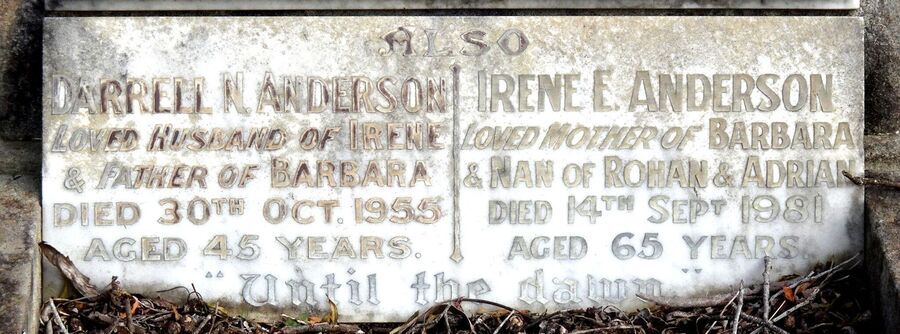 ALSO
DARRELL N. ANDERSON
LOVED HUSBAND OF IRENE
& FATHER OF BARBARA
DIED 30TH OCT. 1955
AGED 45 YEARS.
IRENE E. ANDERSON
LOVED MOTHER OF BARBARA
& NAN OF ROHAN & ADRIAN
DIED 14TH SEPT 1981
AGED 65 YEARS.
"Until the dawn"